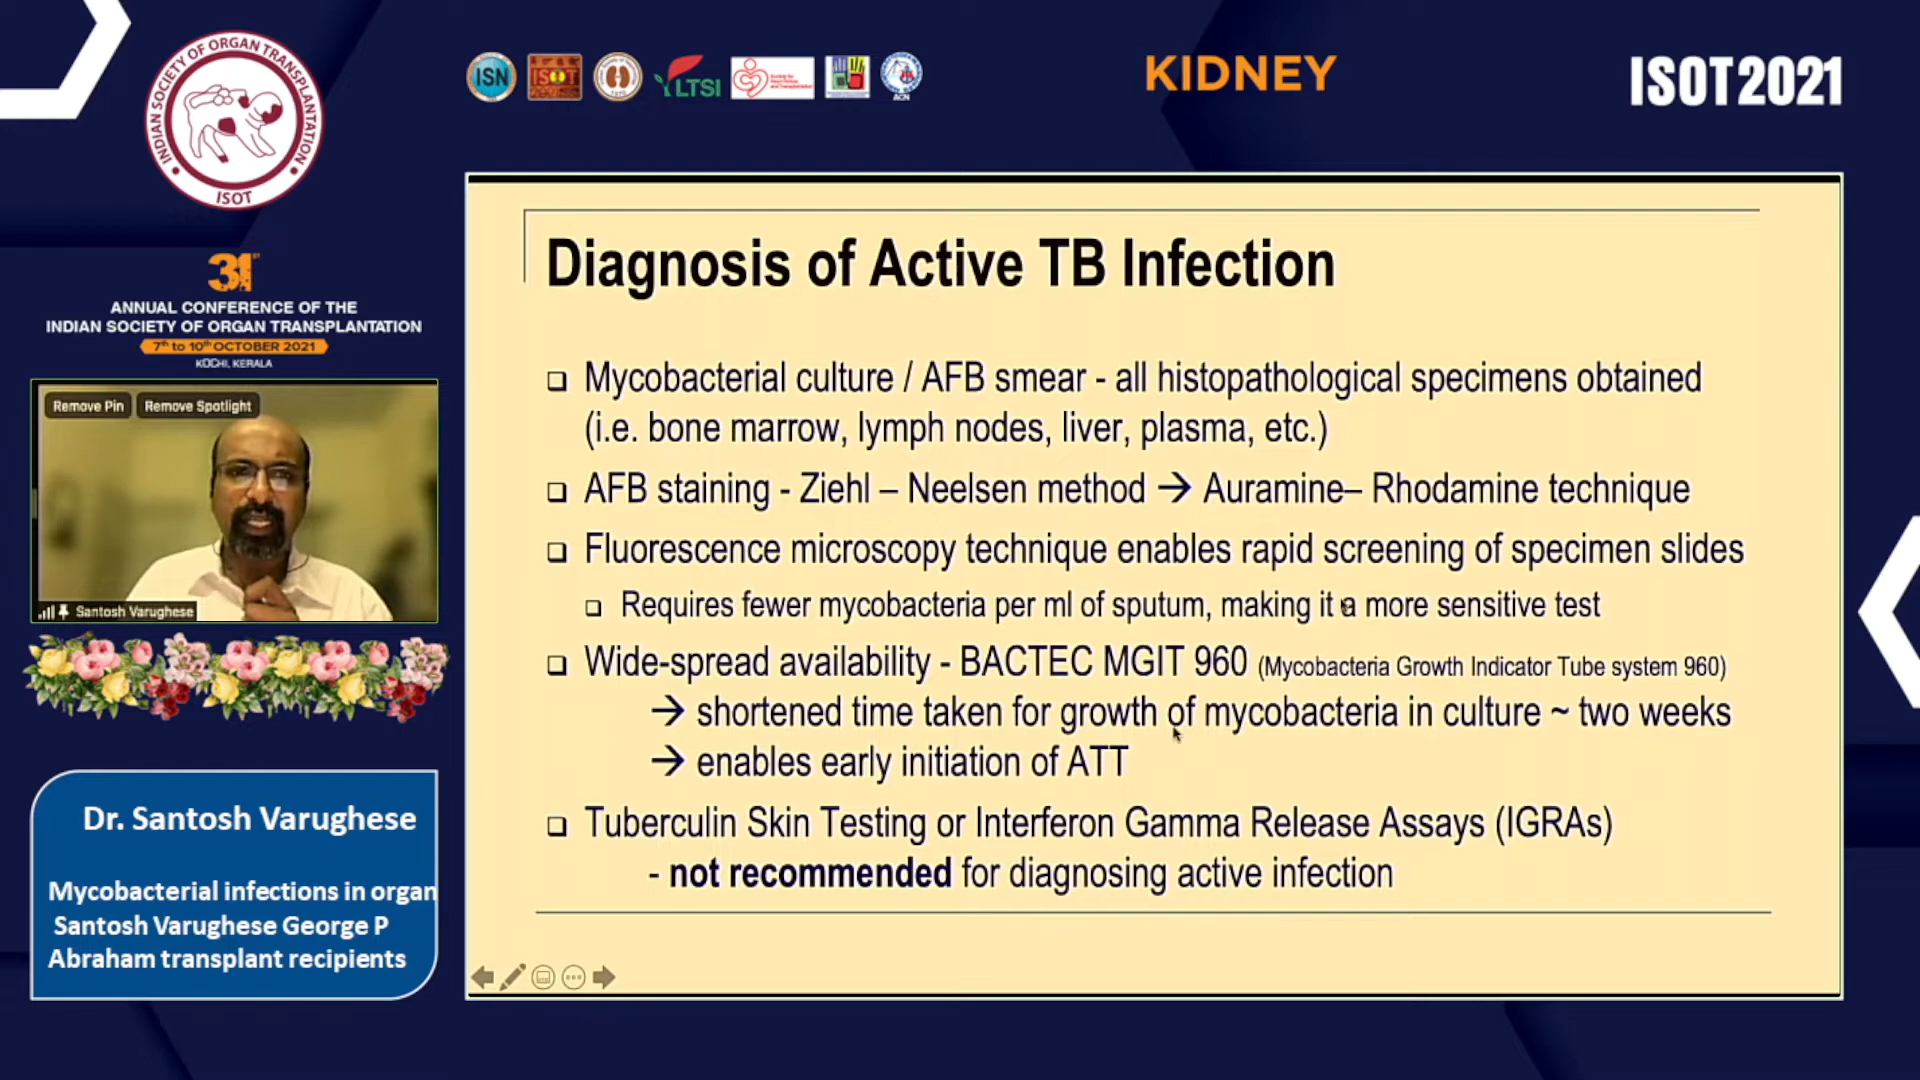 INDIAN SOCIETY OF ORGAN TRANSPLANTATION
ISOT
ISN
ISOT
LTSI
ACN
KIDNEY
ISOT2021
31ST
ANNUAL CONFERENCE OF THE
INDIAN SOCIETY OF ORGAN TRANSPLANTATION
7th to 10th OCTOBER 2021
KOCHI, KERALA
Remove Pin Remove Spotlight
Santosh Varughese
Dr. Santosh Varughese
Mycobacterial infections in organ
Santosh Varughese George P
Abraham transplant recipients
Diagnosis of Active TB Infection
Mycobacterial culture / AFB smear - all histopathological specimens obtained
(i.e. bone marrow, lymph nodes, liver, plasma, etc.)
AFB staining - Ziehl – Neelsen method → Auramine– Rhodamine technique
Fluorescence microscopy technique enables rapid screening of specimen slides
Requires fewer mycobacteria per ml of sputum, making it a more sensitive test
Wide-spread availability - BACTEC MGIT 960 (Mycobacteria Growth Indicator Tube system 960)
→ shortened time taken for growth of mycobacteria in culture ~ two weeks
→ enables early initiation of ATT
Tuberculin Skin Testing or Interferon Gamma Release Assays (IGRAs)
- not recommended for diagnosing active infection